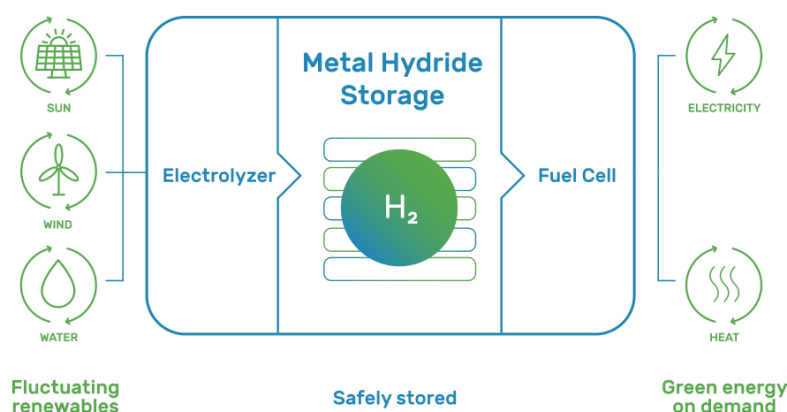 SUN
WIND
WATER
Fluctuating
renewables
Electrolyzer
Metal Hydride
Storage
H₂
Safely stored
Fuel Cell
ELECTRICITY
HEAT
Green energy
on demand